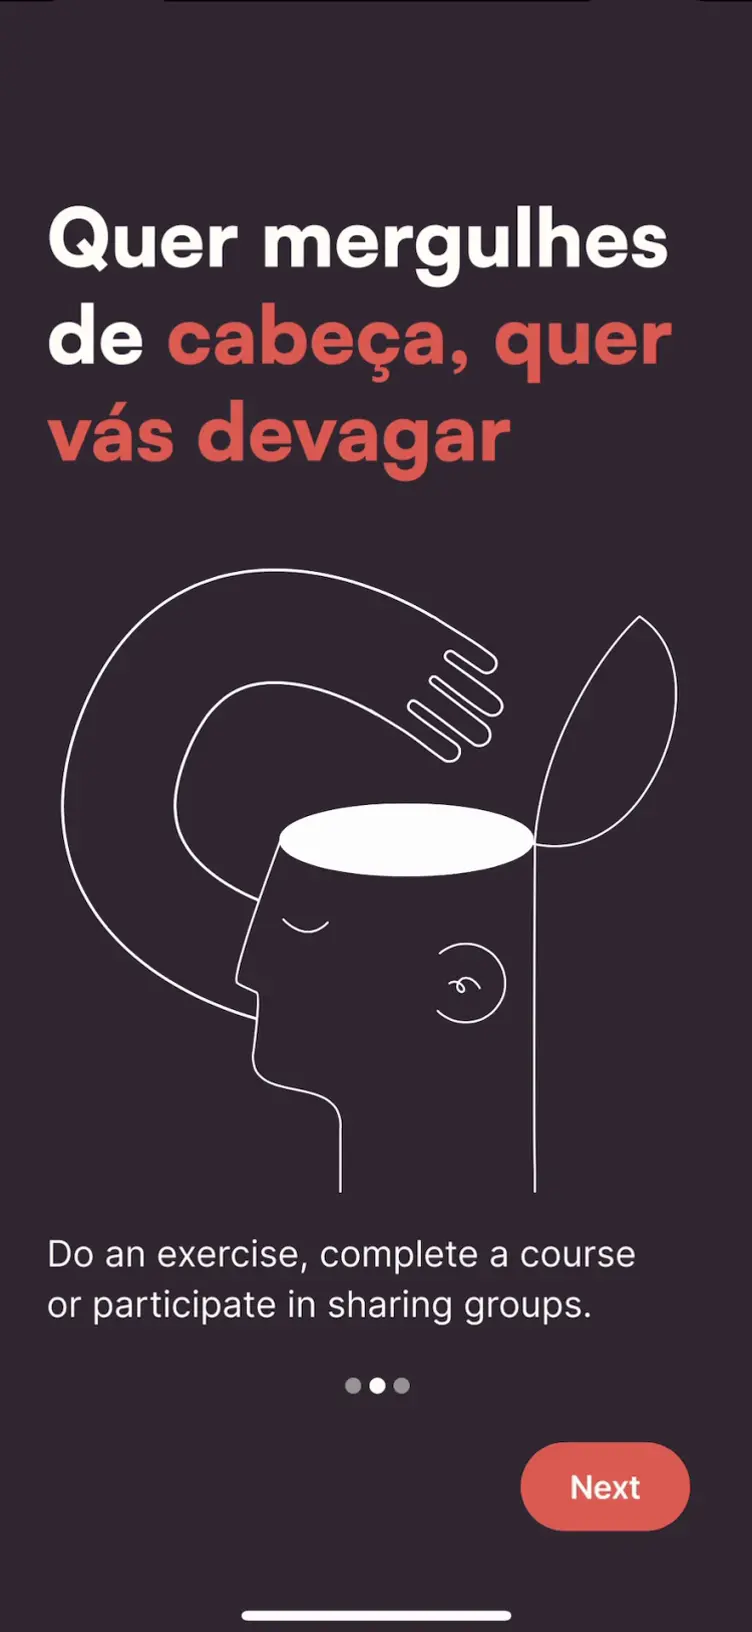 Quer mergulhes
de cabeça, quer
vás devagar
Do an exercise, complete a course
or participate in sharing groups.
Next